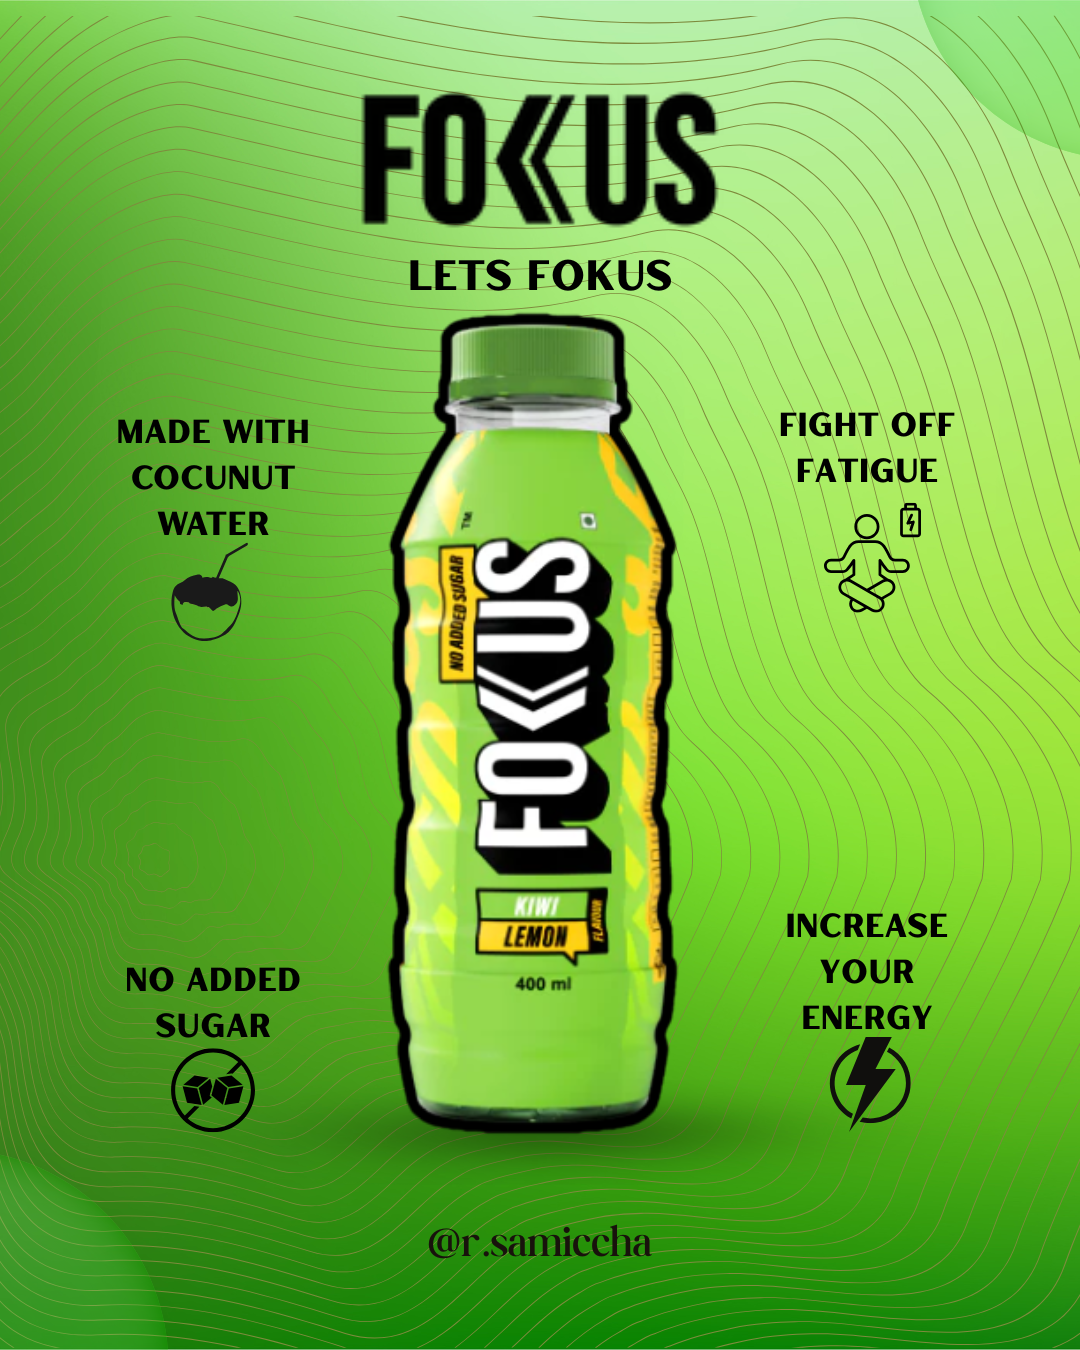 FOKUS
LETS FOKUS
MADE WITH
COCUNUT
WATER
FIGHT OFF
FATIGUE
TM
NO ADDED SUGAR
FOKUS
KIWI
LEMON
FLAVOUR
400 ml
NO ADDED
SUGAR
INCREASE
YOUR
ENERGY
@r.samiccha